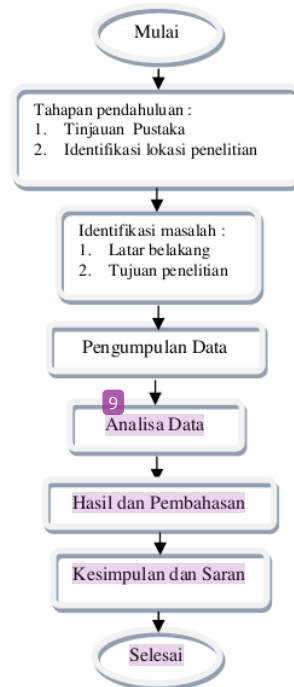 Mulai
Tahapan pendahuluan :
1. Tinjauan Pustaka
2. Identifikasi lokasi penelitian
Identifikasi masalah :
1. Latar belakang
2. Tujuan penelitian
Pengumpulan Data
9
Analisa Data
Hasil dan Pembahasan
Kesimpulan dan Saran
Selesai